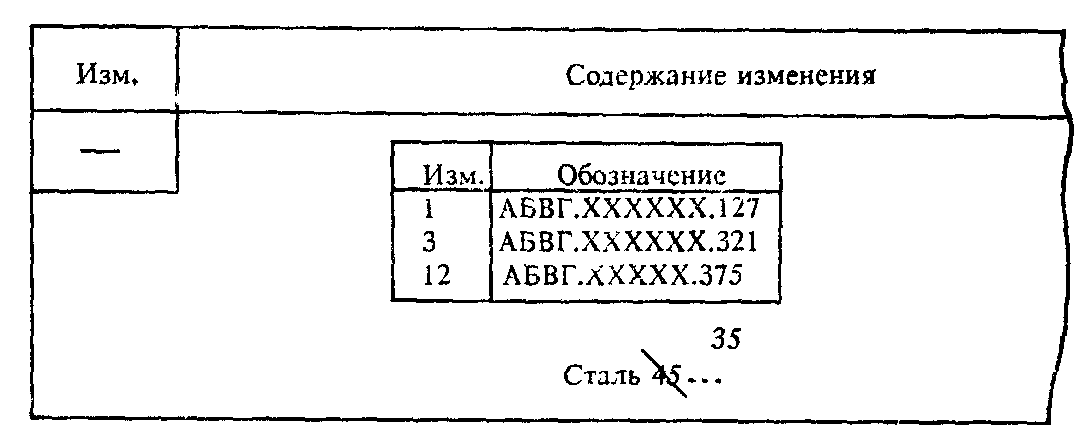 Изм. Содержание изменения
—
Изм. Обозначение
1 АБВГ.XXXXXX.127
3 АБВГ.XXXXXX.321
12 АБВГ.XXXXX.375
35
Сталь 45...